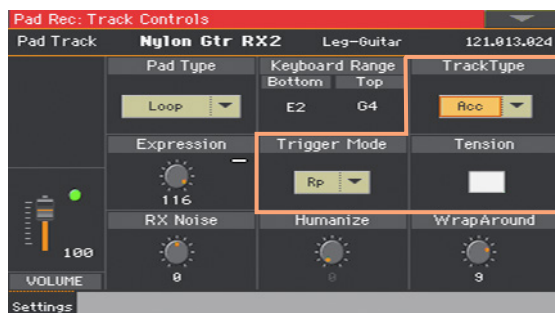 Pad Rec: Track Controls
Pad Track Nylon Gtr RX2 Leg-Guitar 121.013.024
Pad Type Keyboard Range TrackType
Bottom Top
Loop E2 G4 Acc
Expression Trigger Mode Tension
Rp
116
RX Noise Humanize WrapAround
100
0 0 9
VOLUME
Settings